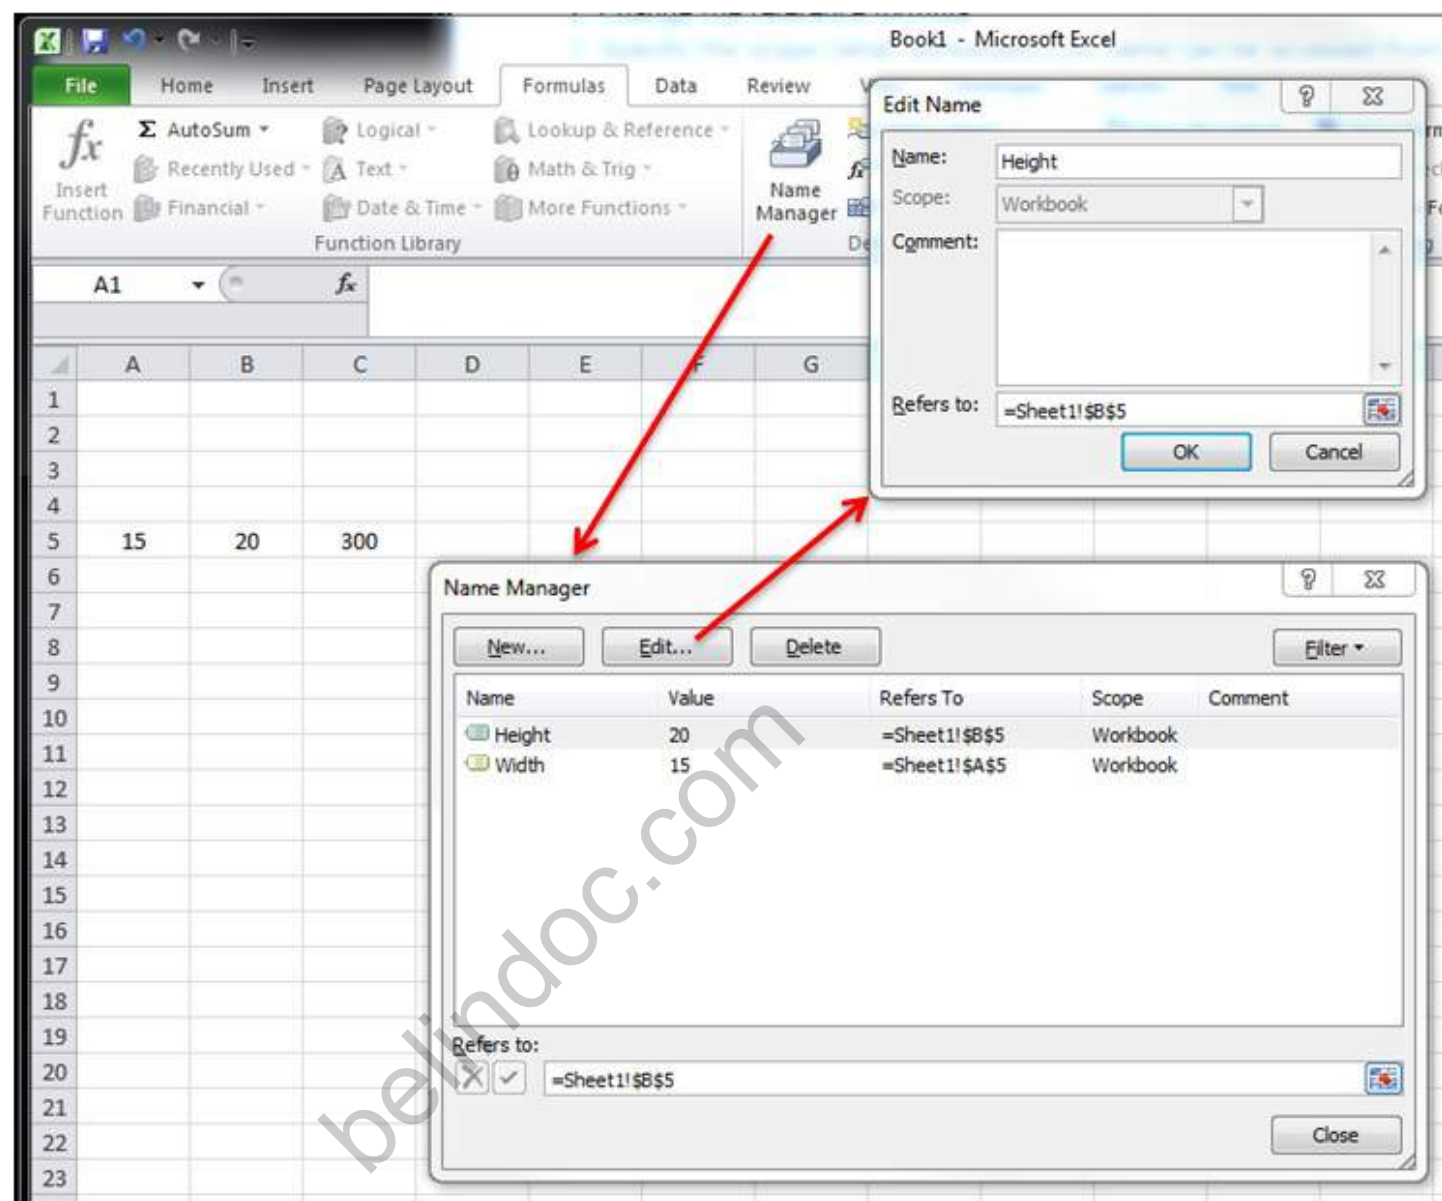 Book1 - Microsoft Excel
File Home Insert Page Layout Formulas Data Review
Σ AutoSum Logical Lookup & Reference
Recently Used Text Math & Trig
Financial Date & Time More Functions
fx
Insert
Function
Function Library
Name
Manager
A1 fx
A B C D E F G
1
2
3
4
5 15 20 300
6
7
8
9
10
11
12
13
14
15
16
17
18
19
20
21
22
23
Edit Name
Name: Height
Scope: Workbook
Comment:
Refers to: =Sheet1!$B$5
OK Cancel
Name Manager
New... Edit... Delete Filter
Name Value Refers To Scope Comment
Height 20 =Sheet1!$B$5 Workbook
Width 15 =Sheet1!$A$5 Workbook
Refers to:
=Sheet1!$B$5
Close
belindoc.com